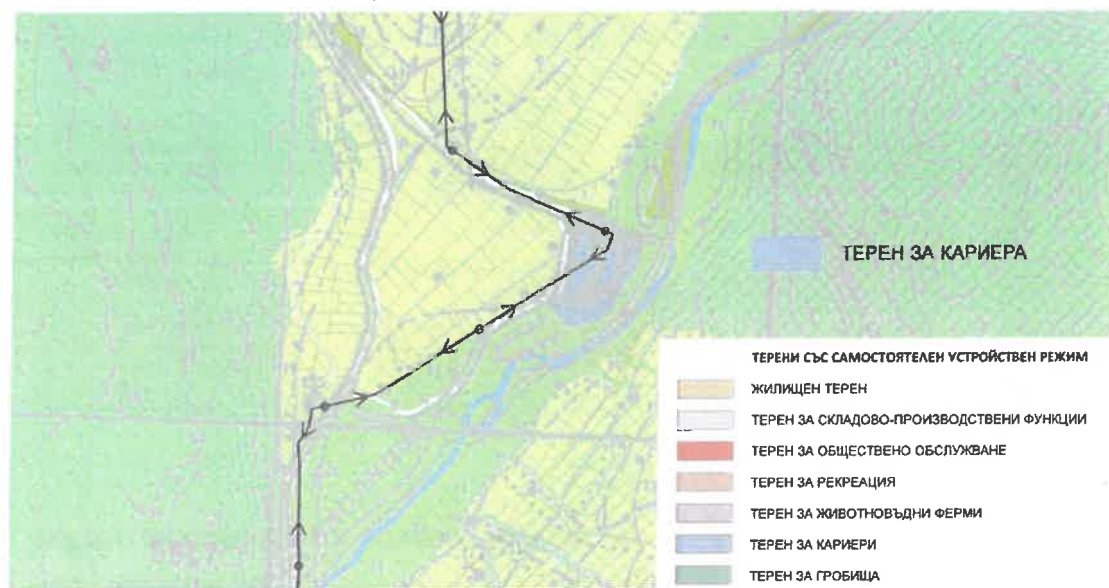 ТЕРЕН ЗА КАРИЕРА
ТЕРЕНИ СЪС САМОСТОЯТЕЛЕН УСТРОЙСТВЕН РЕЖИМ
ЖИЛИЩЕН ТЕРЕН
ТЕРЕН ЗА СКЛАДОВО-ПРОИЗВОДСТВЕНИ ФУНКЦИИ
ТЕРЕН ЗА ОБЩЕСТВЕНО ОБСЛУЖВАНЕ
ТЕРЕН ЗА РЕКРЕАЦИЯ
ТЕРЕН ЗА ЖИВОТНОВЪДНИ ФЕРМИ
ТЕРЕН ЗА КАРИЕРИ
ТЕРЕН ЗА ГРОБИЩА